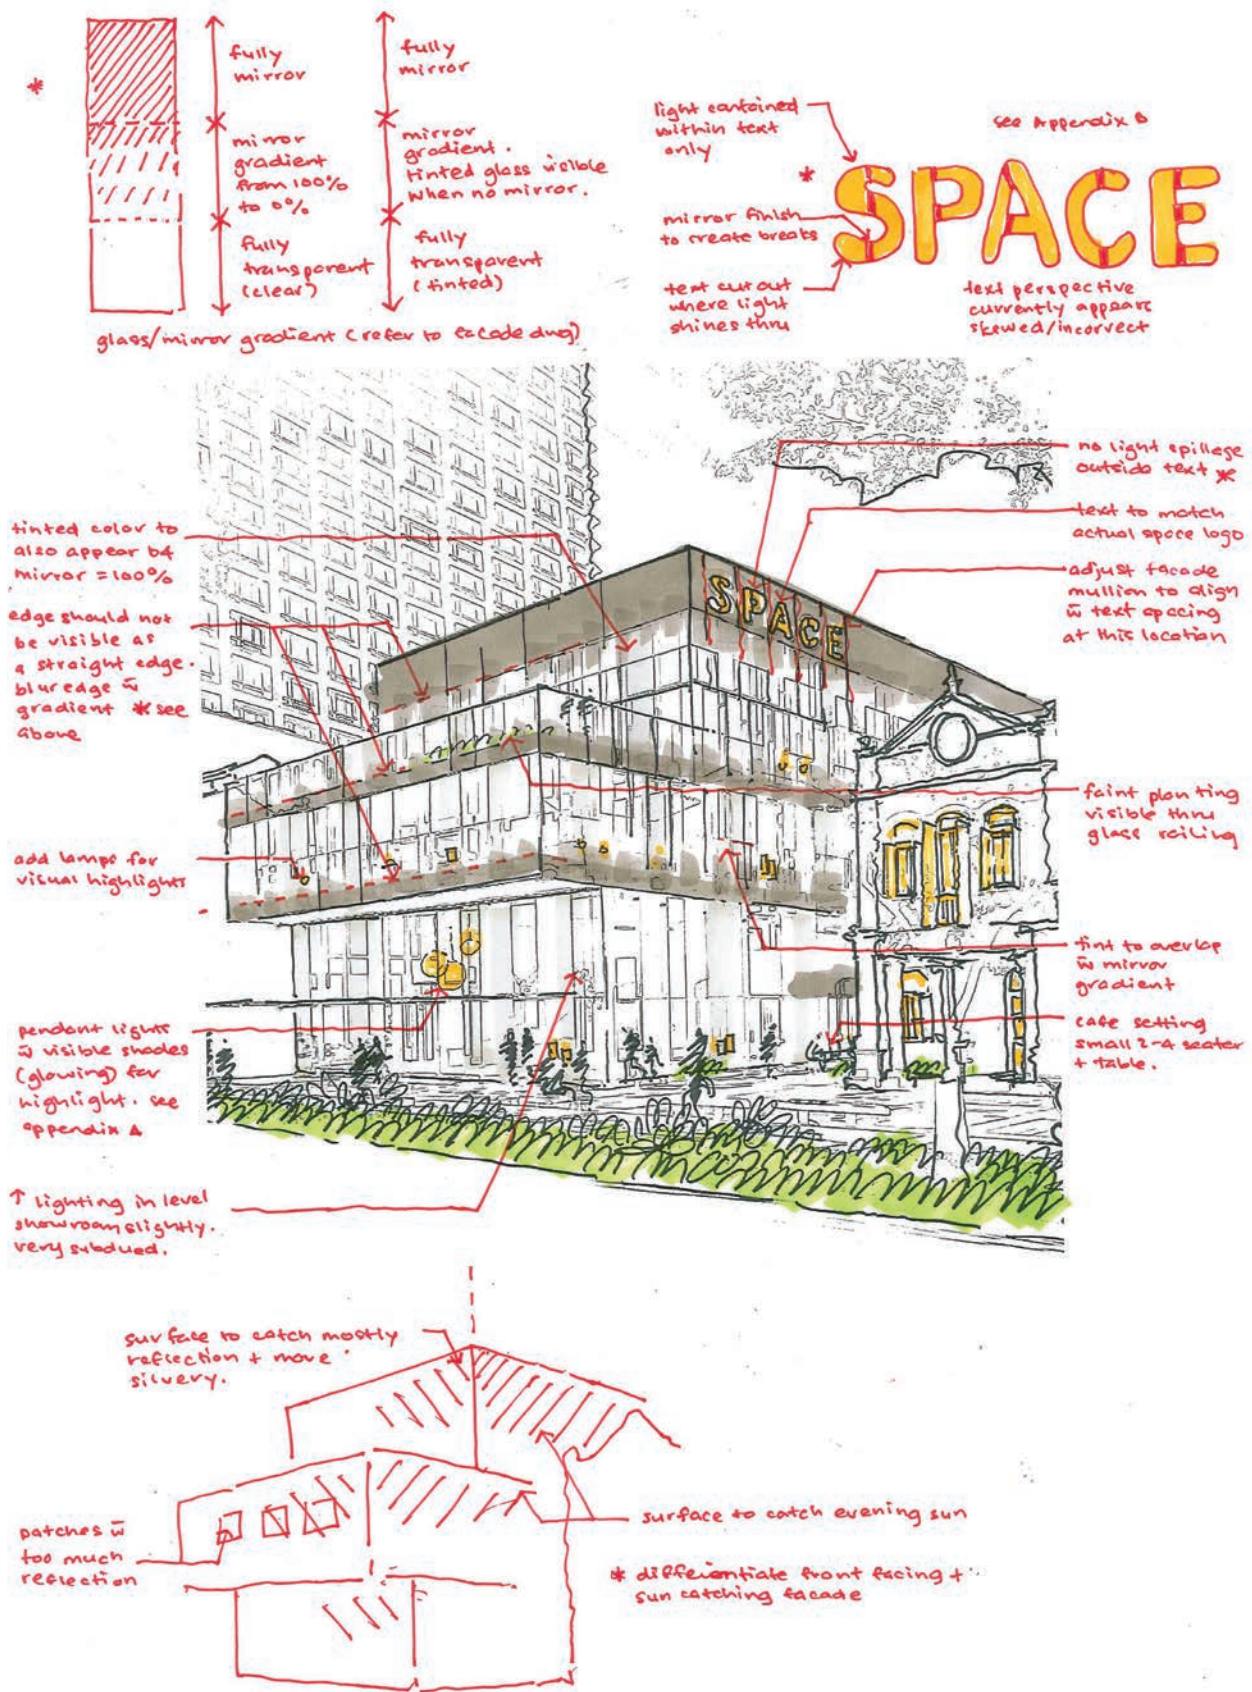 *
fully
mirror
mirror
gradient
from 100%
to 0%
fully
transparent
(clear)
fully
mirror
mirror
gradient.
tinted glass visible
when no mirror.
fully
transparent
(tinted)
glass/mirror gradient (refer to facade dwg)
light contained
within text
only
see Appendix B
* SPACE
mirror finish
to create breaks
text cut out
where light
shines thru
text perspective
currently appears
skewed/incorrect
tinted color to
also appear b4
mirror = 100%
edge should not
be visible as
a straight edge.
blur edge w̄
gradient * see
above
add lamps for
visual highlights
pendant lights
w̄ visible shades
(glowing) for
highlight. see
appendix A
↑ lighting in level
showroom slightly.
very subdued.
SPACE
no light spillage
outside text *
text to match
actual space logo
adjust facade
mullion to align
w̄ text spacing
at this location
faint planting
visible thru
glass railing
tint to overlap
w̄ mirror
gradient
cafe setting
small 2-4 seater
+ table.
surface to catch mostly
reflection + more
silvery.
patches w̄
too much
reflection
surface to catch evening sun
* differentiate front facing +
sun catching facade